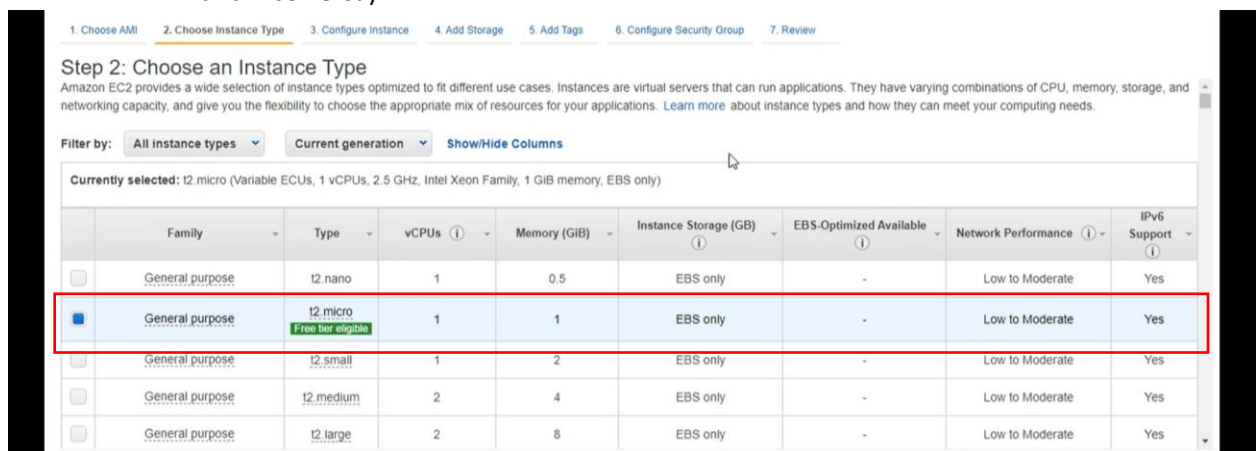 1. Choose AMI 2. Choose Instance Type 3. Configure Instance 4. Add Storage 5. Add Tags 6. Configure Security Group 7. Review
Step 2: Choose an Instance Type
Amazon EC2 provides a wide selection of instance types optimized to fit different use cases. Instances are virtual servers that can run applications. They have varying combinations of CPU, memory, storage, and
networking capacity, and give you the flexibility to choose the appropriate mix of resources for your applications. Learn more about instance types and how they can meet your computing needs.
Filter by: All instance types Current generation Show/Hide Columns
Currently selected: t2.micro (Variable ECUs, 1 vCPUs, 2.5 GHz, Intel Xeon Family, 1 GiB memory, EBS only)
Family Type vCPUs Memory (GiB) Instance Storage (GB) EBS-Optimized Available Network Performance IPv6 Support
General purpose t2.nano 1 0.5 EBS only - Low to Moderate Yes
General purpose t2.micro Free tier eligible 1 1 EBS only - Low to Moderate Yes
General purpose t2.small 1 2 EBS only - Low to Moderate Yes
General purpose t2.medium 2 4 EBS only - Low to Moderate Yes
General purpose t2.large 2 8 EBS only - Low to Moderate Yes